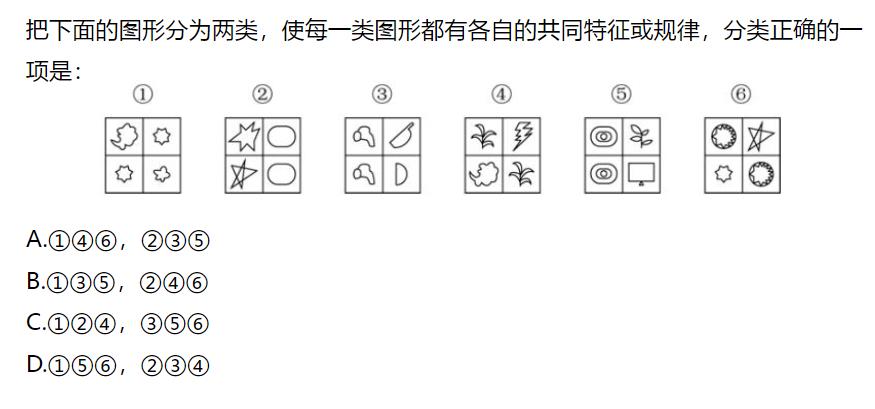 把下面的图形分为两类，使每一类图形都有各自的共同特征或规律，分类正确的一
项是：
① ② ③ ④ ⑤ ⑥
A.①④⑥，②③⑤
B.①③⑤，②④⑥
C.①②④，③⑤⑥
D.①⑤⑥，②③④